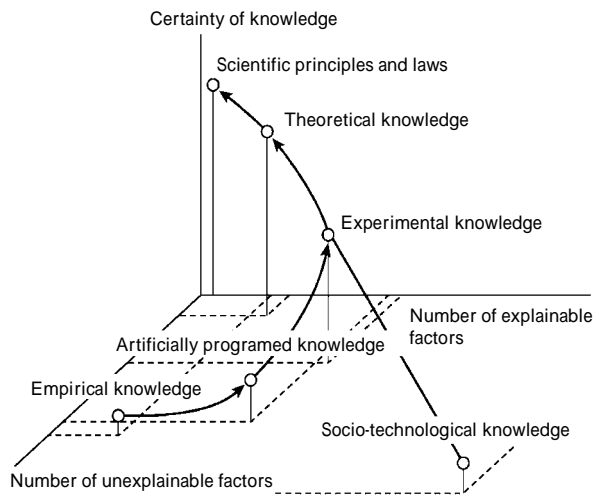 Certainty of knowledge
Scientific principles and laws
Theoretical knowledge
Experimental knowledge
Number of explainable
factors
Artificially programed knowledge
Empirical knowledge
Socio-technological knowledge
Number of unexplainable factors